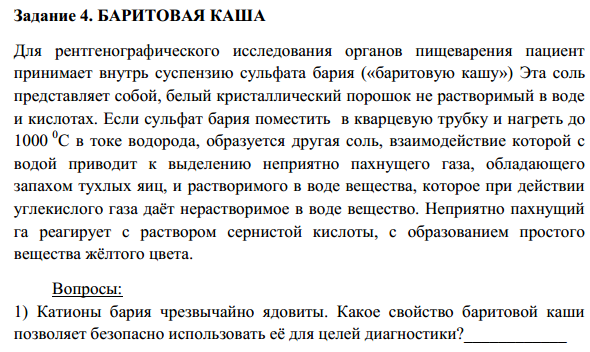 Задание 4. БАРИТОВАЯ КАША
Для рентгенографического исследования органов пищеварения пациент
принимает внутрь суспензию сульфата бария («баритовую кашу») Эта соль
представляет собой, белый кристаллический порошок не растворимый в воде
и кислотах. Если сульфат бария поместить в кварцевую трубку и нагреть до
1000 ⁰С в токе водорода, образуется другая соль, взаимодействие которой с
водой приводит к выделению неприятно пахнущего газа, обладающего
запахом тухлых яиц, и растворимого в воде вещества, которое при действии
углекислого газа даёт нерастворимое в воде вещество. Неприятно пахнущий
га реагирует с раствором сернистой кислоты, с образованием простого
вещества жёлтого цвета.
Вопросы:
1) Катионы бария чрезвычайно ядовиты. Какое свойство баритовой каши
позволяет безопасно использовать её для целей диагностики?____________